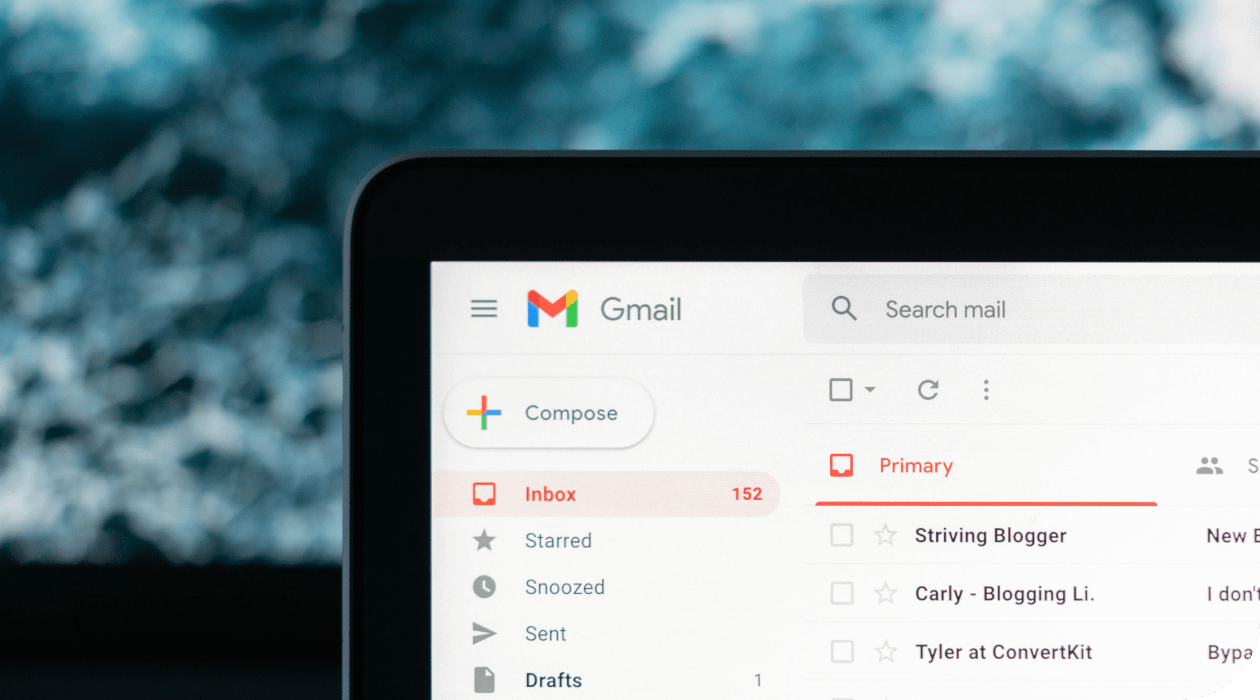 Gmail
Search mail
Compose
Primary
Inbox 152
Starred
Striving Blogger New
Snoozed
Carly - Blogging Li. I don't
Sent
Tyler at ConvertKit
Drafts 1